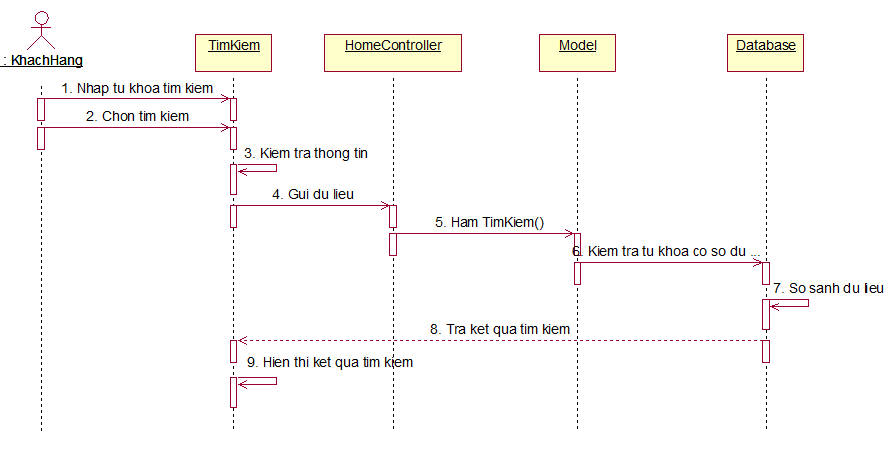 : KhachHang
TimKiem
HomeController
Model
Database
1. Nhap tu khoa tim kiem
2. Chon tim kiem
3. Kiem tra thong tin
4. Gui du lieu
5. Ham TimKiem()
6. Kiem tra tu khoa co so du ...
7. So sanh du lieu
8. Tra ket qua tim kiem
9. Hien thi ket qua tim kiem